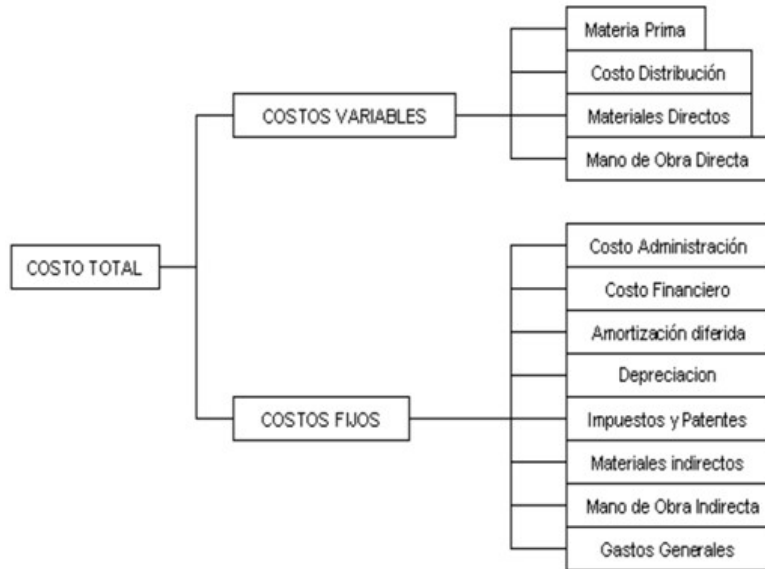 COSTO TOTAL
COSTOS VARIABLES
Materia Prima
Costo Distribución
Materiales Directos
Mano de Obra Directa
COSTOS FIJOS
Costo Administración
Costo Financiero
Amortización diferida
Depreciacion
Impuestos y Patentes
Materiales indirectos
Mano de Obra Indirecta
Gastos Generales